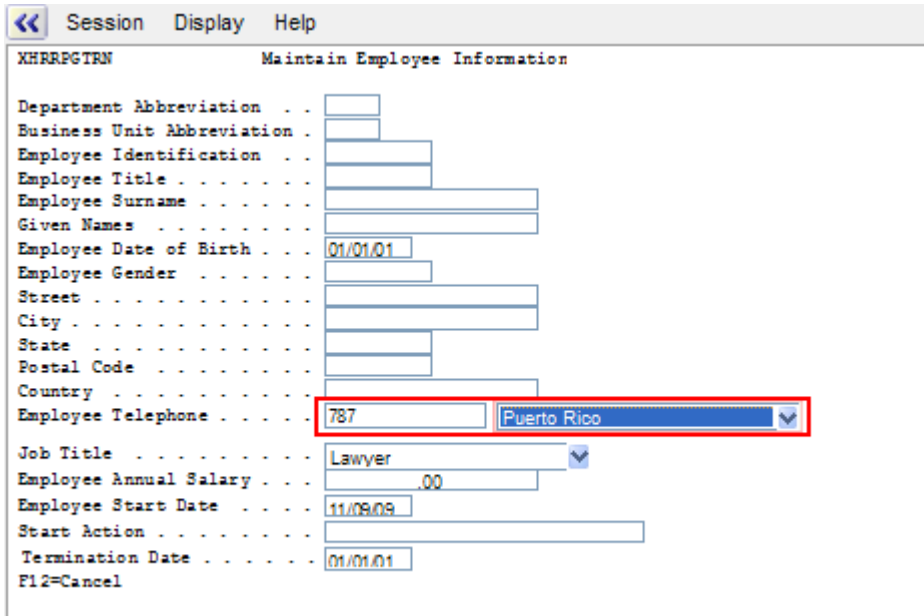 Session Display Help
XHRRPGTRN Maintain Employee Information
Department Abbreviation . .
Business Unit Abbreviation .
Employee Identification . .
Employee Title . . . . . . .
Employee Surname . . . . . .
Given Names . . . . . . . .
Employee Date of Birth . . . 01/01/01
Employee Gender . . . . . .
Street . . . . . . . . . . .
City . . . . . . . . . . . .
State . . . . . . . . . . .
Postal Code . . . . . . . .
Country . . . . . . . . . .
Employee Telephone . . . . . . 787 Puerto Rico
Job Title . . . . . . . . . Lawyer
Employee Annual Salary . . . .00
Employee Start Date . . . . 11/09/09
Start Action . . . . . . . .
Termination Date . . . . . . 01/01/01
F12=Cancel